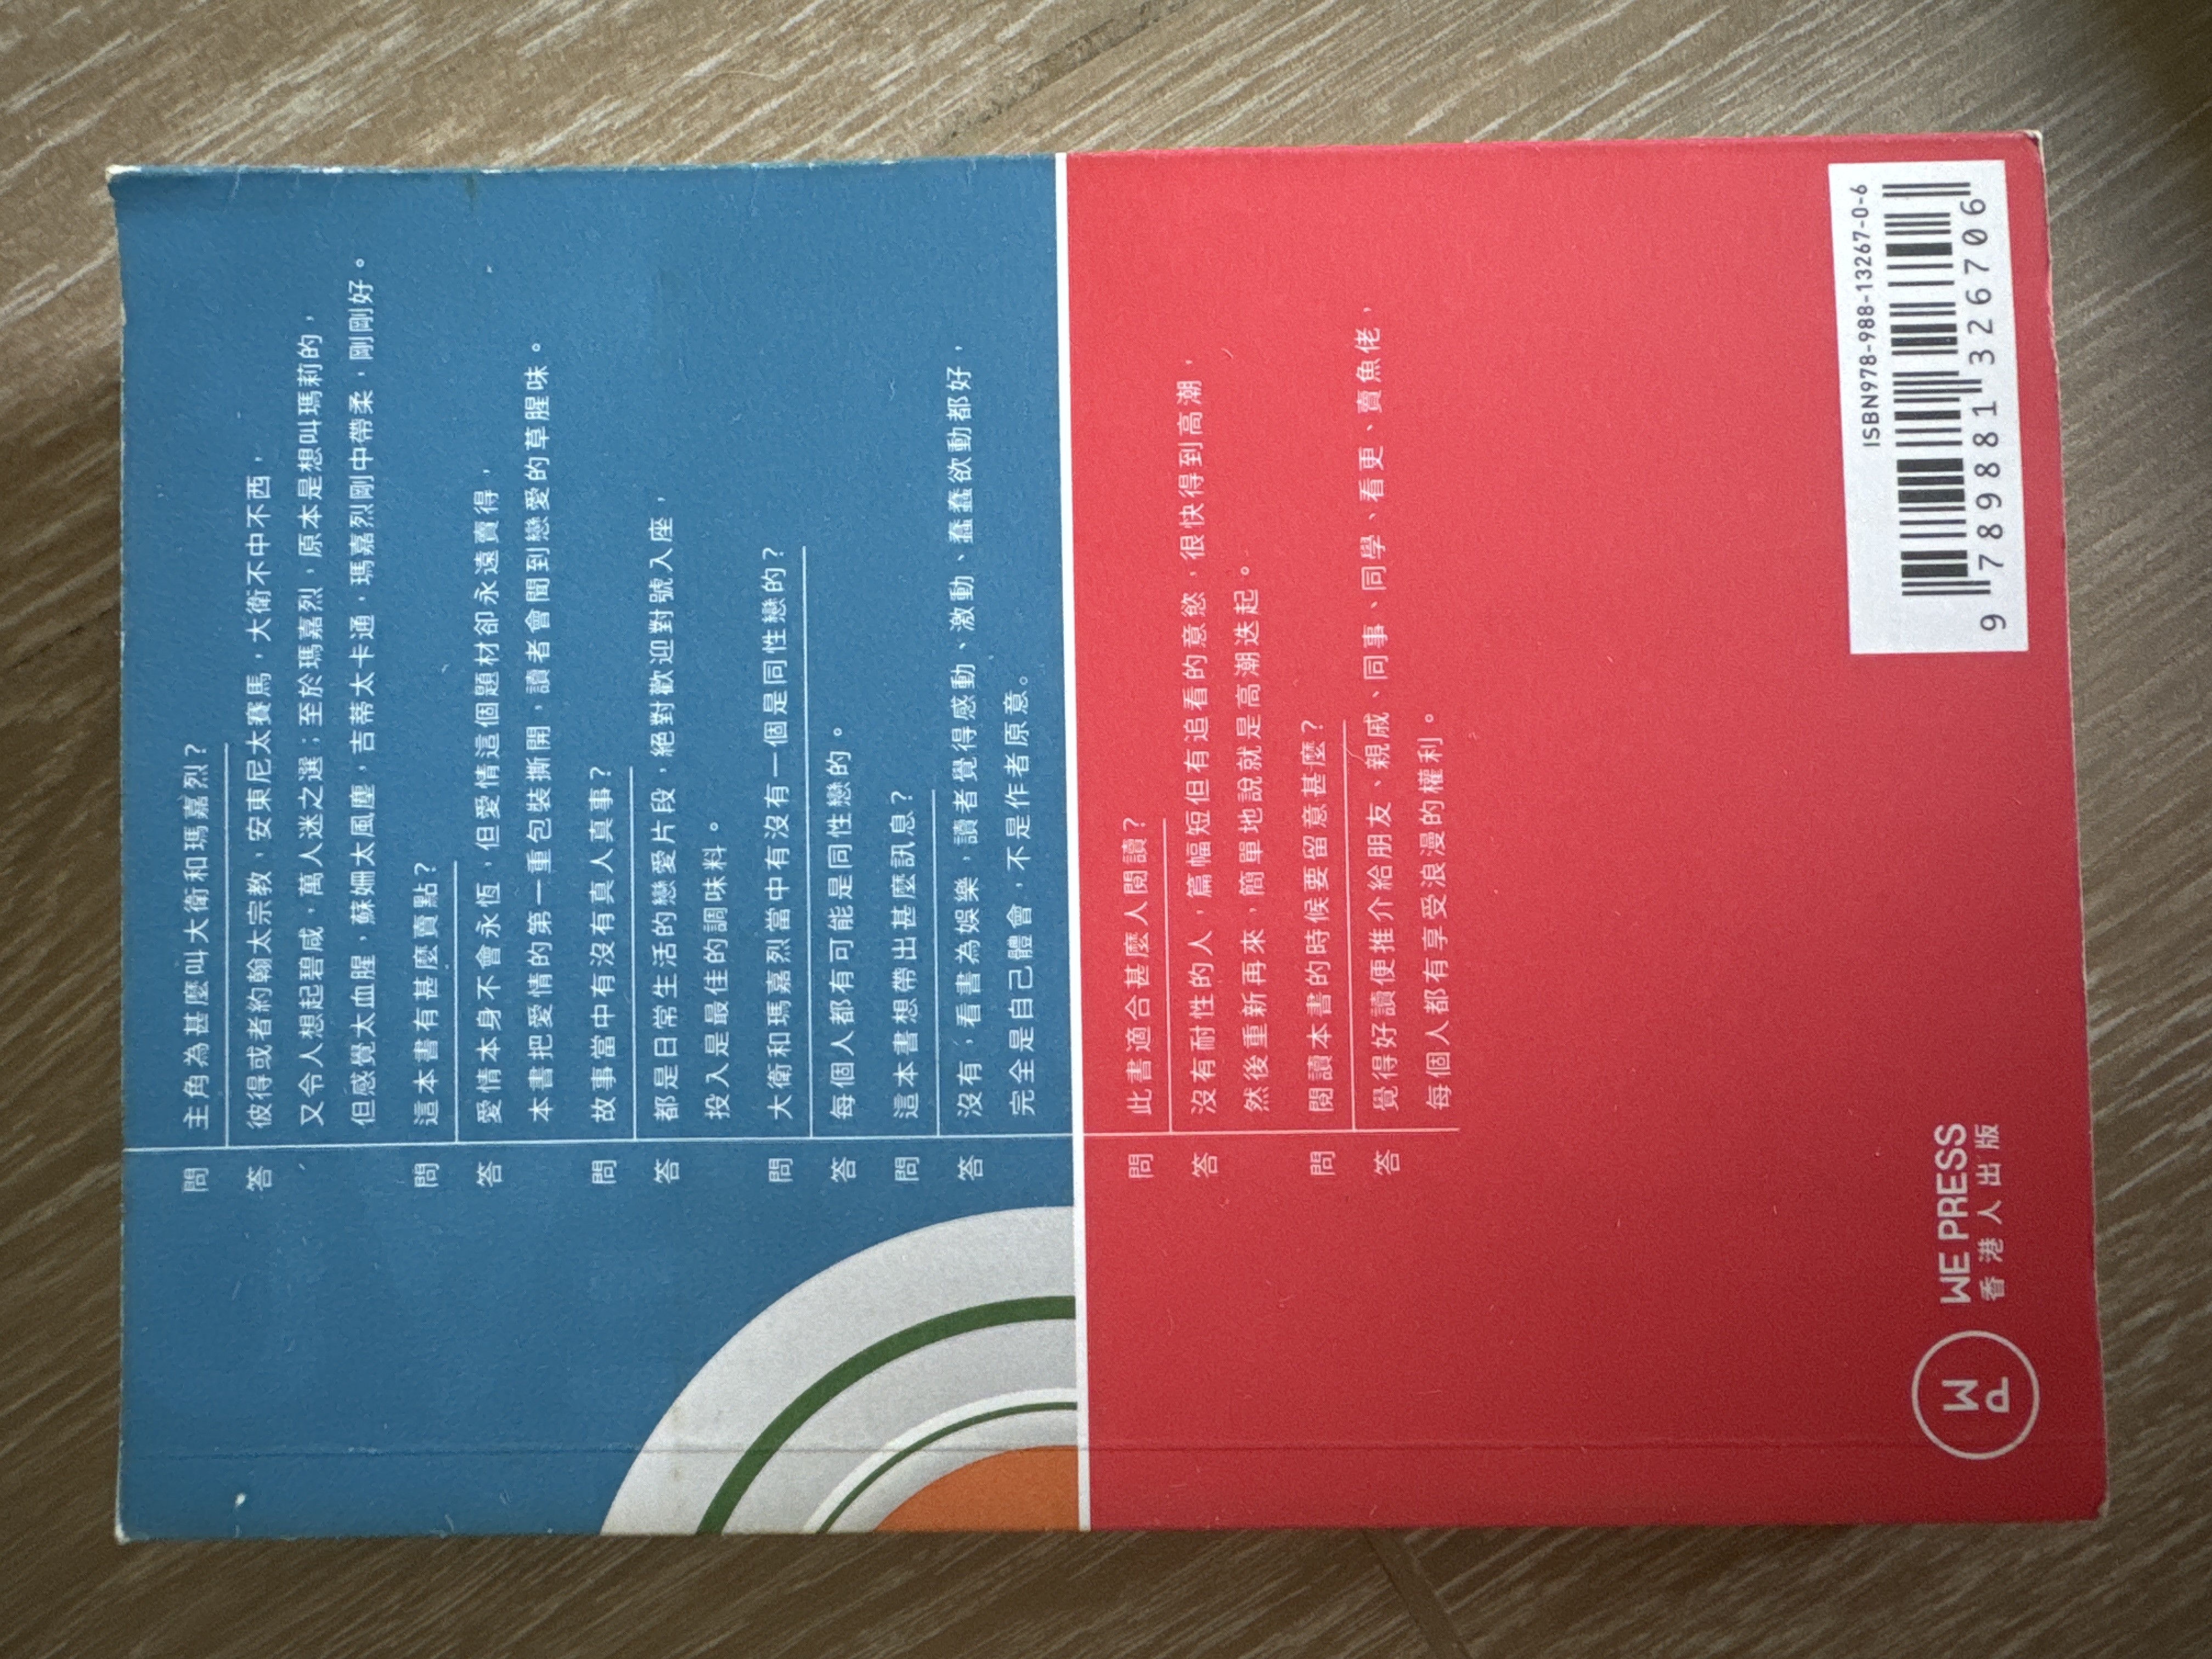 問 主角為甚麼叫大衛和瑪嘉烈？
答 彼得或者約翰太宗教、安東尼太賽馬，大衛不中不西，
又令人想起碧咸，萬人迷之選；至於瑪嘉烈，原本是想叫瑪莉的，
但感覺太血腥，蘇姍太風塵，吉蒂太卡通，瑪嘉烈剛中帶柔，剛剛好。
問 這本書有甚麼賣點？
答 愛情本身不會永恆，但愛情這個題材卻永遠賣得，
本書把愛情的第一重包裝撕開，讀者會聞到戀愛的草腥味。
問 故事當中有沒有真人真事？
答 都是日常生活的戀愛片段，絕對歡迎對號入座，
投入是最佳的調味料。
問 大衛和瑪嘉烈當中有沒有一個是同性戀的？
答 每個人都有可能是同性戀的。
問 這本書想帶出甚麼訊息？
答 沒有，看書為娛樂，讀者覺得感動、激動、蠢蠢欲動都好，
完全是自己體會，不是作者原意。
問 此書適合甚麼人閱讀？
答 沒有耐性的人，篇幅短但有追看的意慾，很快得到高潮，
然後重新再來，簡單地說就是高潮迭起。
問 閱讀本書的時候要留意甚麼？
答 覺得好讀便推介給朋友、親戚、同事、同學、看更、賣魚佬，
每個人都有享受浪漫的權利。
WE PRESS
香港人出版
ISBN978-988-13267-0-6
9 789881 326706